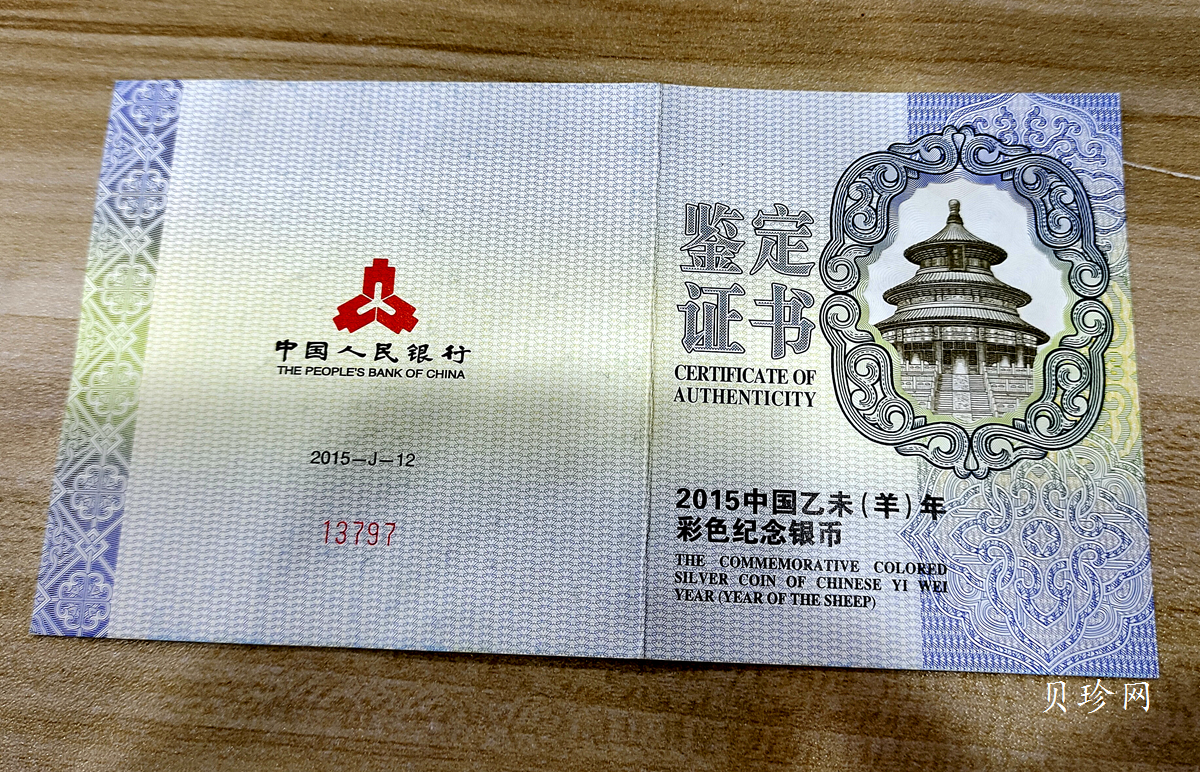 中国人民银行
THE PEOPLE'S BANK OF CHINA
2015—J—12
13797
鉴定
证书
CERTIFICATE OF
AUTHENTICITY
2015中国乙未(羊)年
彩色纪念银币
THE COMMEMORATIVE COLORED
SILVER COIN OF CHINESE YI WEI
YEAR (YEAR OF THE SHEEP)
贝珍网